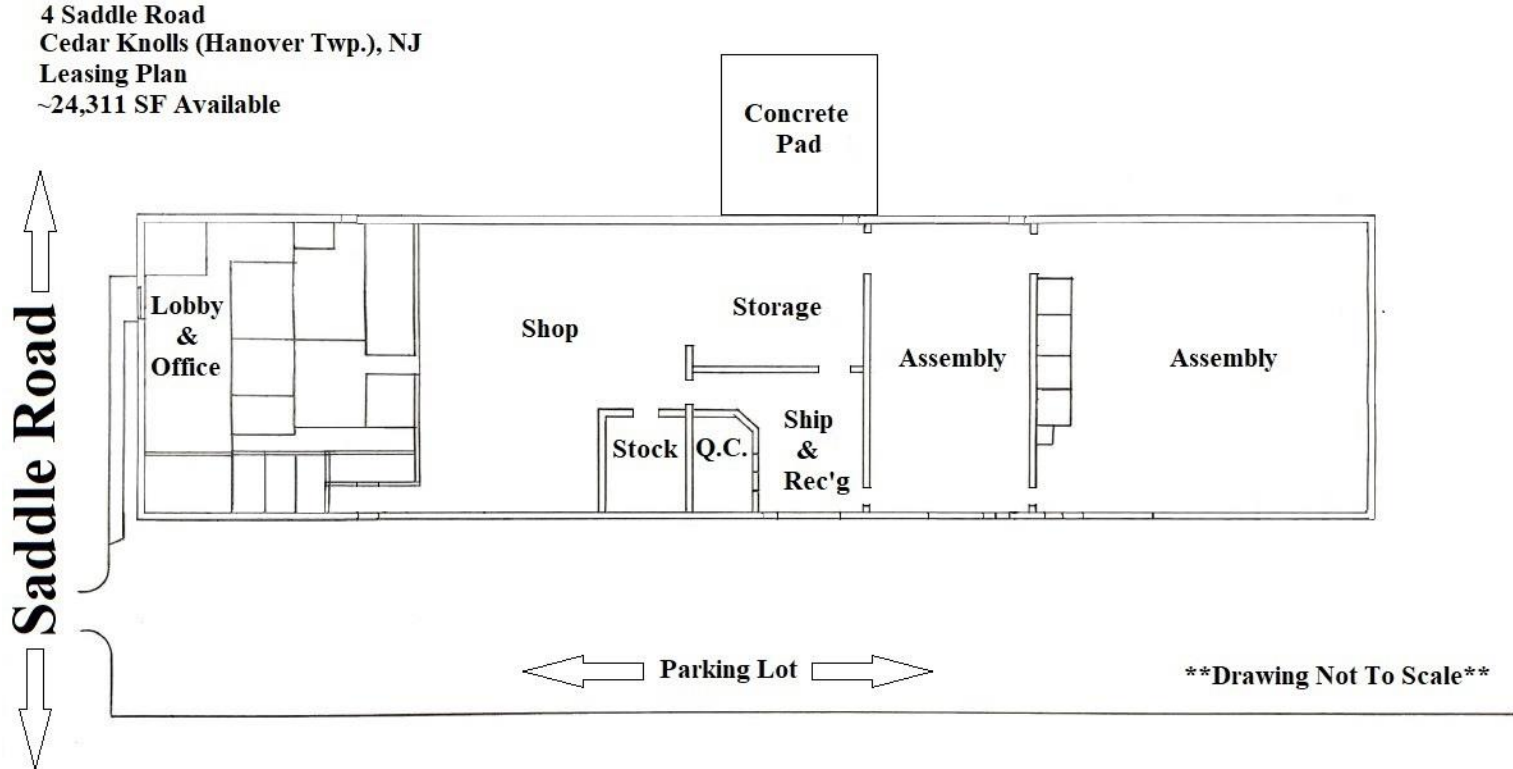 4 Saddle Road
Cedar Knolls (Hanover Twp.), NJ
Leasing Plan
~24,311 SF Available
Concrete
Pad
Saddle Road
Lobby
&
Office
Shop
Storage
Assembly
Assembly
Stock
Q.C.
Ship
&
Rec'g
Parking Lot
**Drawing Not To Scale**